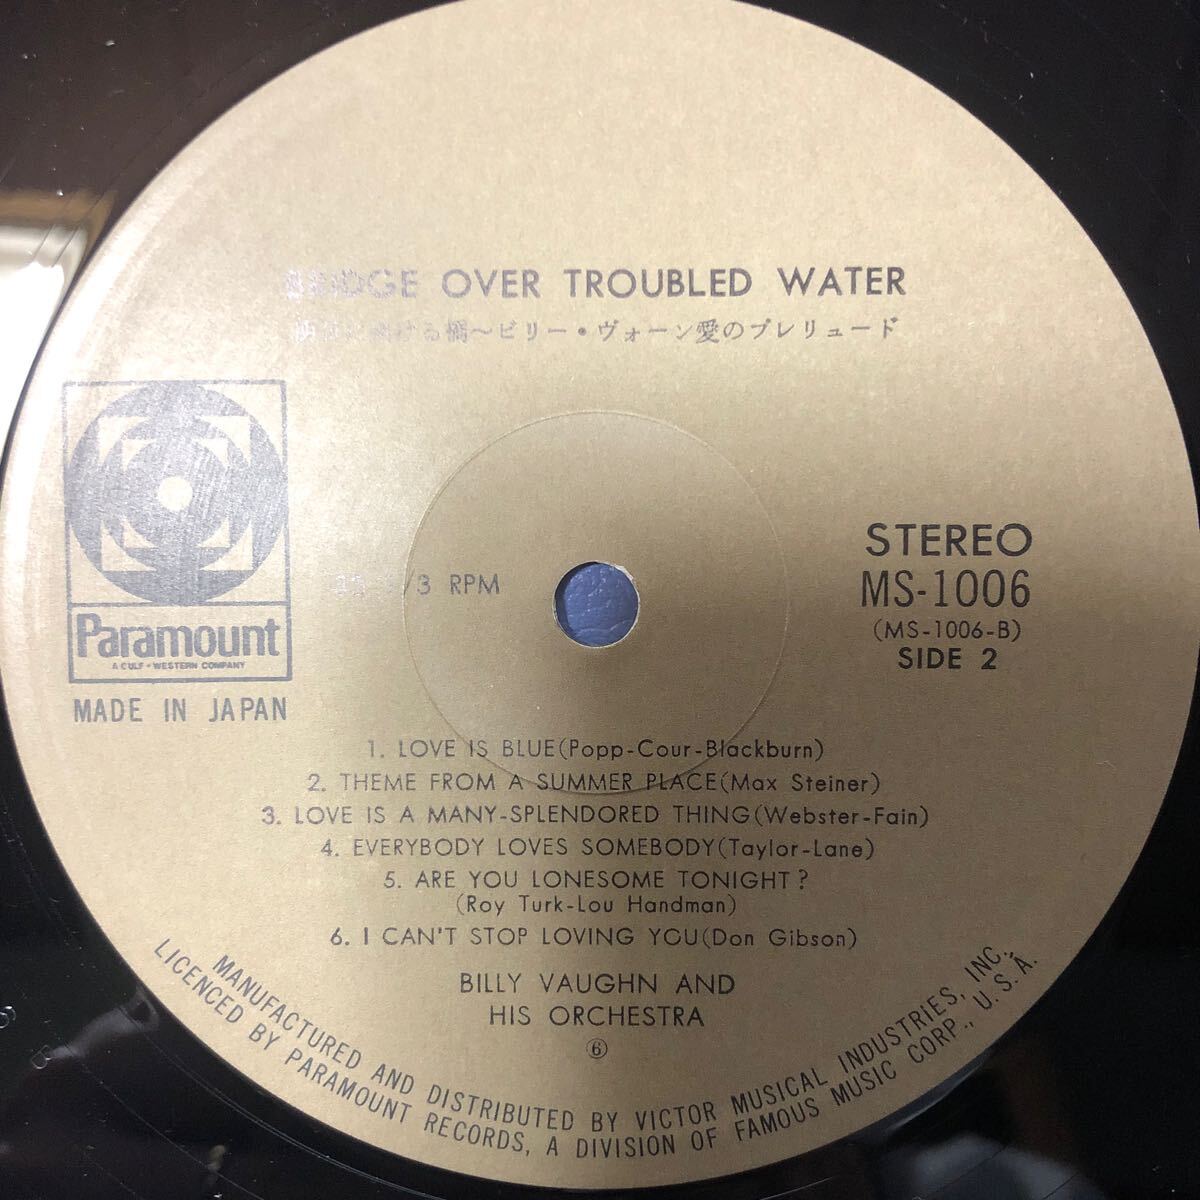 BRIDGE OVER TROUBLED WATER
ける橋〜ビリー・ヴォーン愛のプレリュード
Paramount
A GULF + WESTERN COMPANY
MADE IN JAPAN
33 1/3 RPM
STEREO
MS-1006
(MS-1006-B)
SIDE 2
1. LOVE IS BLUE(Popp-Cour-Blackburn)
2. THEME FROM A SUMMER PLACE(Max Steiner)
3. LOVE IS A MANY-SPLENDORED THING(Webster-Fain)
4. EVERYBODY LOVES SOMEBODY(Taylor-Lane)
5. ARE YOU LONESOME TONIGHT?
(Roy Turk-Lou Handman)
6. I CAN'T STOP LOVING YOU(Don Gibson)
BILLY VAUGHN AND
HIS ORCHESTRA
⑥
MANUFACTURED AND DISTRIBUTED BY VICTOR MUSICAL INDUSTRIES, INC.,
LICENCED BY PARAMOUNT RECORDS, A DIVISION OF FAMOUS MUSIC CORP., U.S.A.